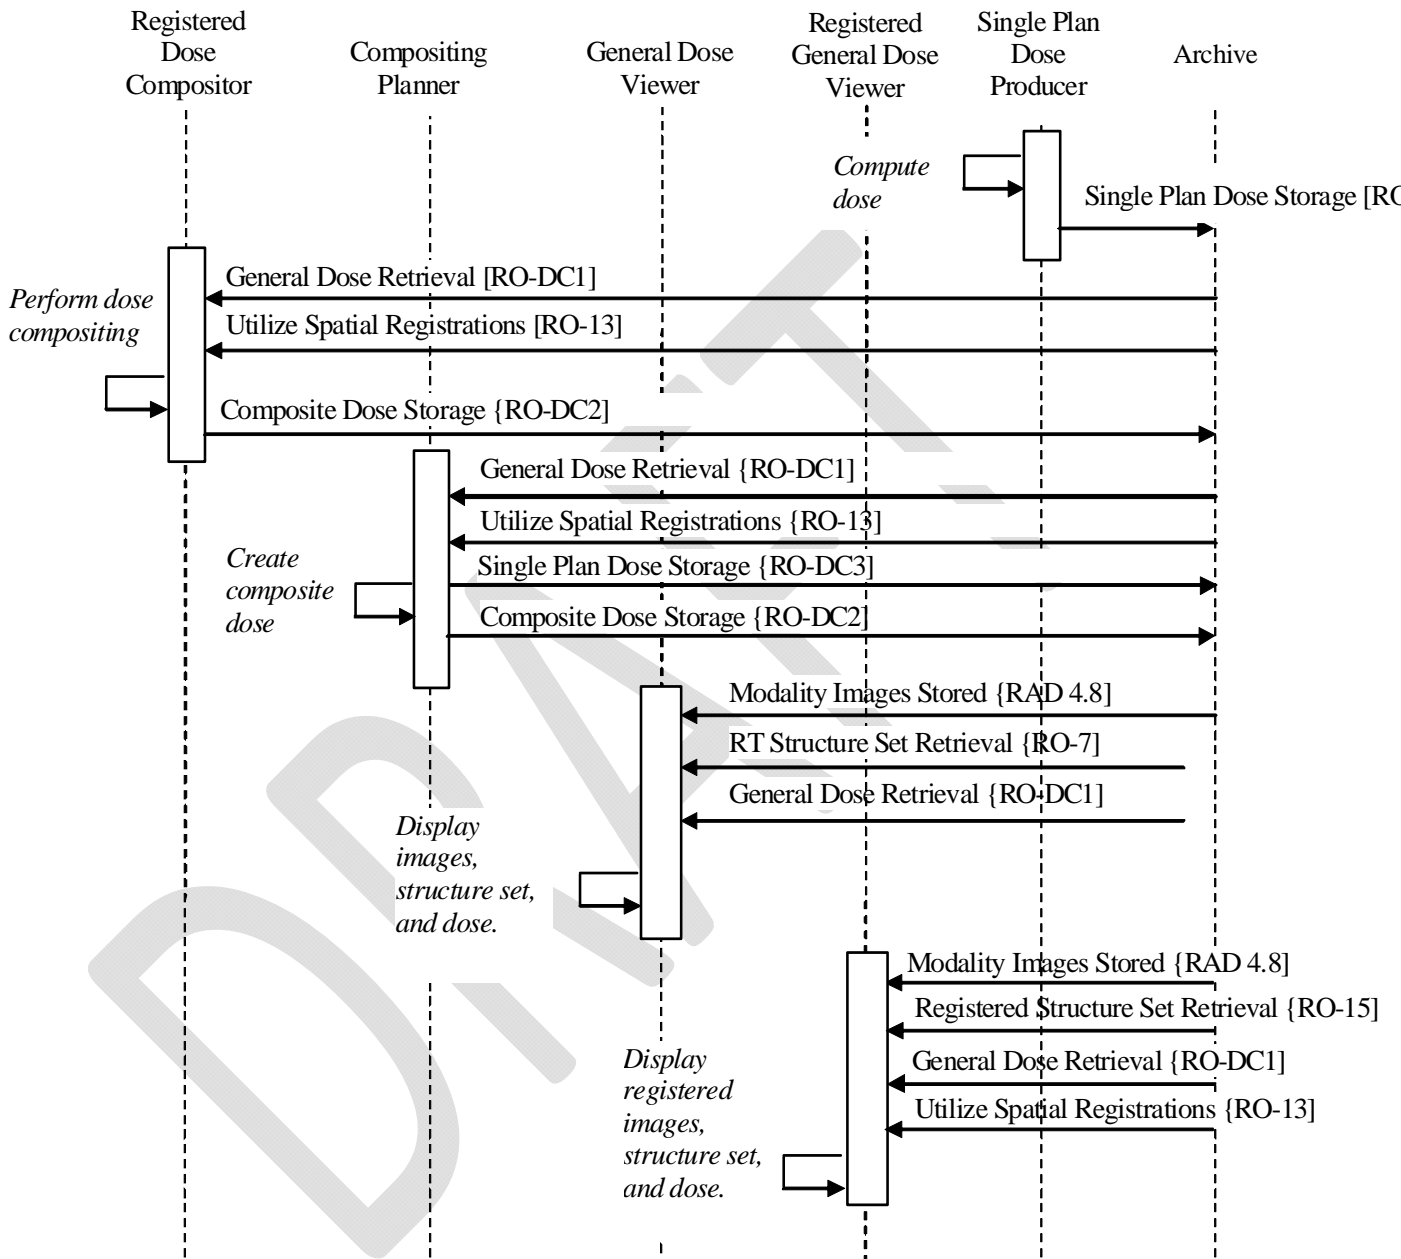 Registered
Dose
Compositor
Compositing
Planner
General Dose
Viewer
Registered
General Dose
Viewer
Single Plan
Dose
Producer
Archive
Compute
dose
Single Plan Dose Storage [RO
General Dose Retrieval [RO-DC1]
Perform dose
compositing
Utilize Spatial Registrations [RO-13]
Composite Dose Storage {RO-DC2]
General Dose Retrieval {RO-DC1]
Utilize Spatial Registrations {RO-13]
Create
composite
dose
Single Plan Dose Storage {RO-DC3]
Composite Dose Storage {RO-DC2]
Modality Images Stored {RAD 4.8]
RT Structure Set Retrieval {RO-7]
General Dose Retrieval {RO-DC1]
Display
images,
structure set,
and dose.
Modality Images Stored {RAD 4.8]
Registered Structure Set Retrieval {RO-15]
General Dose Retrieval {RO-DC1]
Utilize Spatial Registrations {RO-13]
Display
registered
images,
structure set,
and dose.
DRAFT